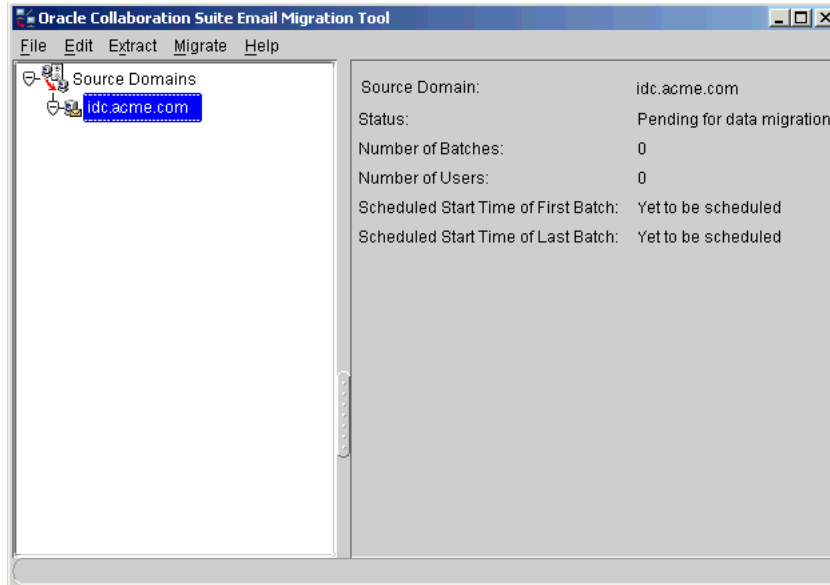 Oracle Collaboration Suite Email Migration Tool
File Edit Extract Migrate Help
Source Domains
idc.acme.com
Source Domain: idc.acme.com
Status: Pending for data migration
Number of Batches: 0
Number of Users: 0
Scheduled Start Time of First Batch: Yet to be scheduled
Scheduled Start Time of Last Batch: Yet to be scheduled